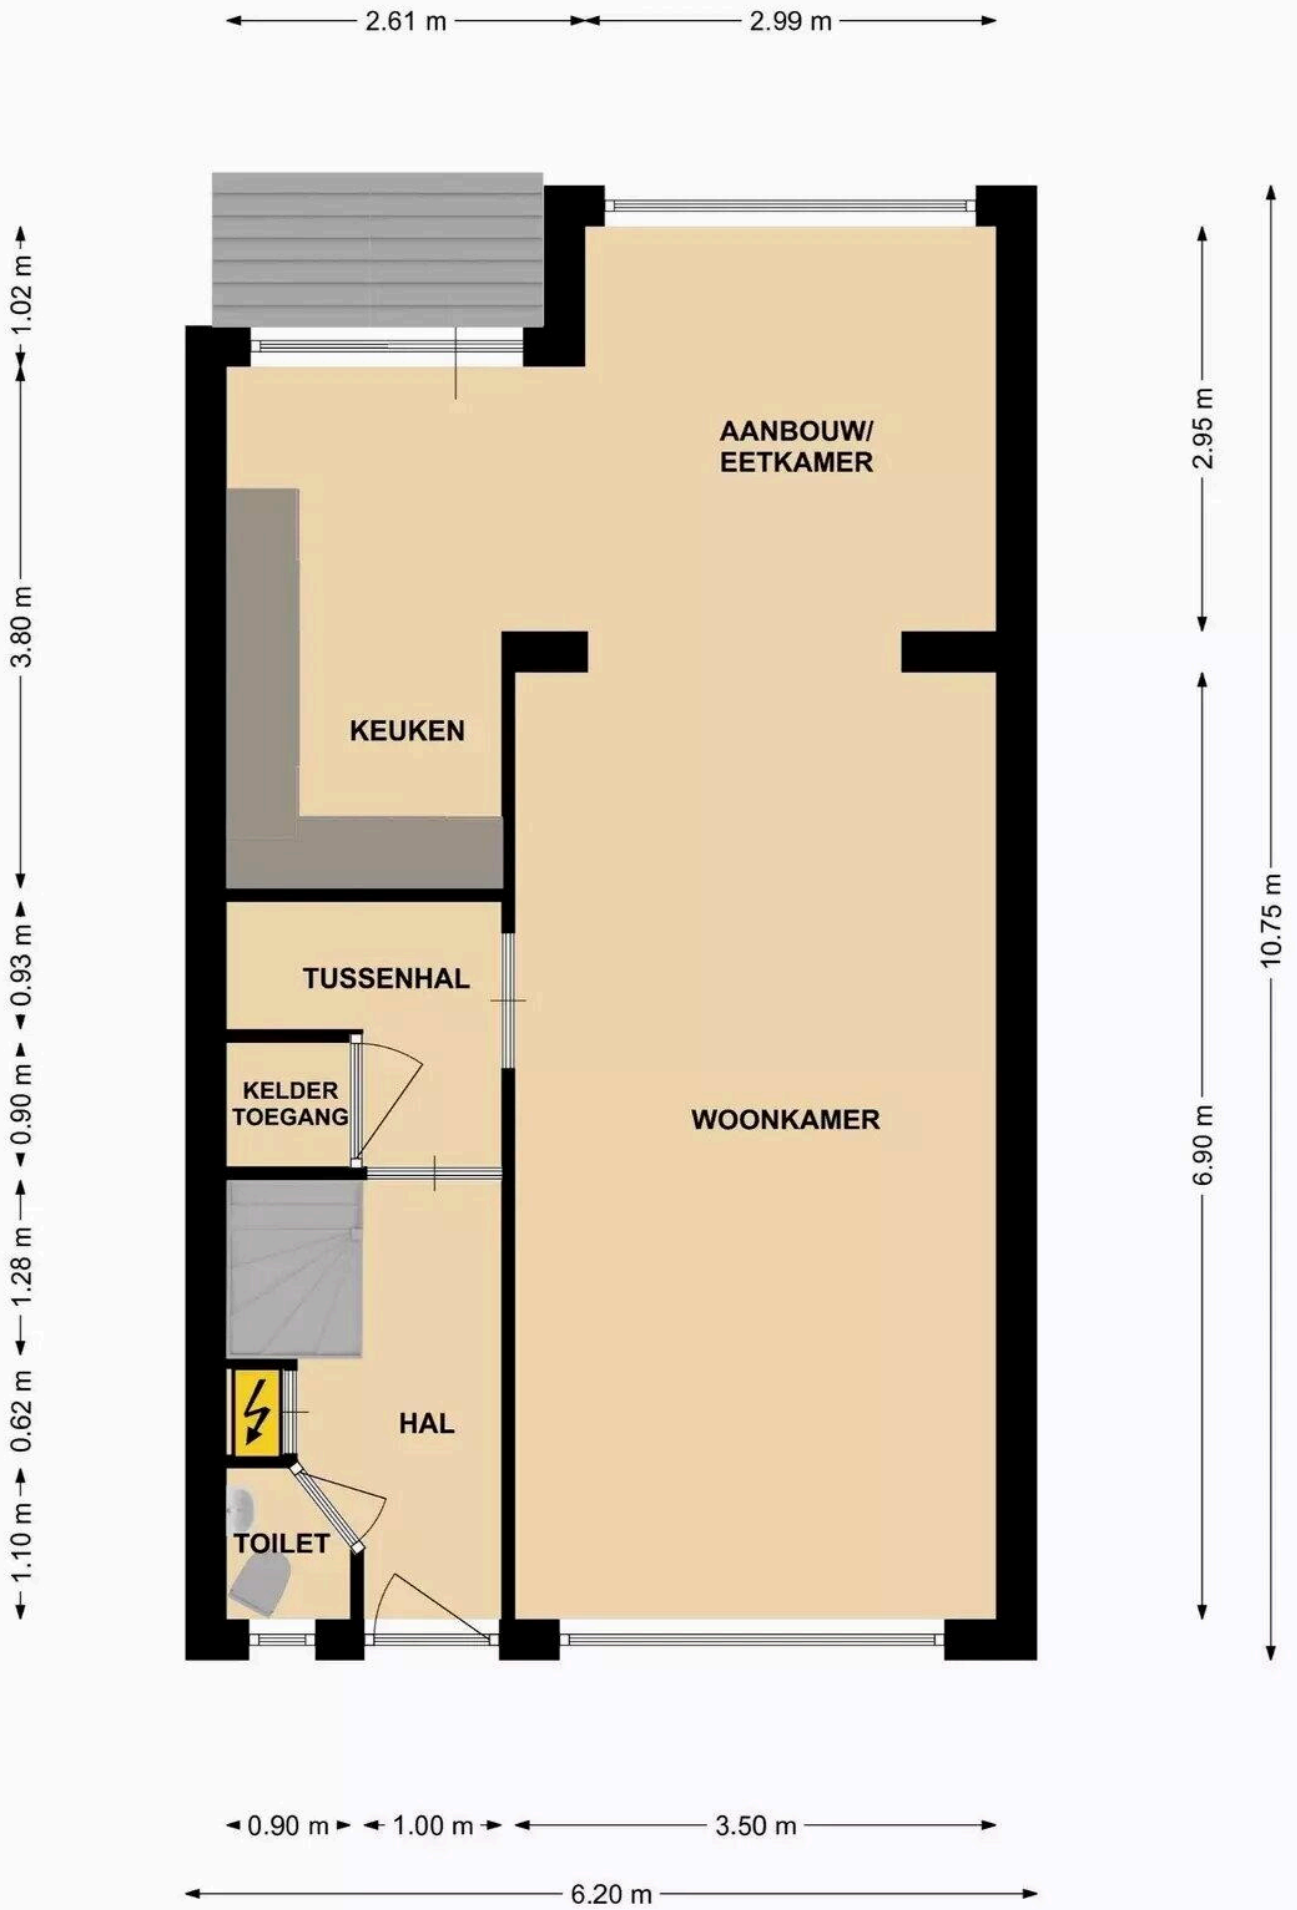 2.61 m
2.99 m
1.02 m
3.80 m
0.93 m
0.90 m
1.28 m
0.62 m
1.10 m
AANBOUW/
EETKAMER
KEUKEN
TUSSENHAL
KELDER
TOEGANG
WOONKAMER
HAL
TOILET
2.95 m
6.90 m
10.75 m
0.90 m
1.00 m
3.50 m
6.20 m